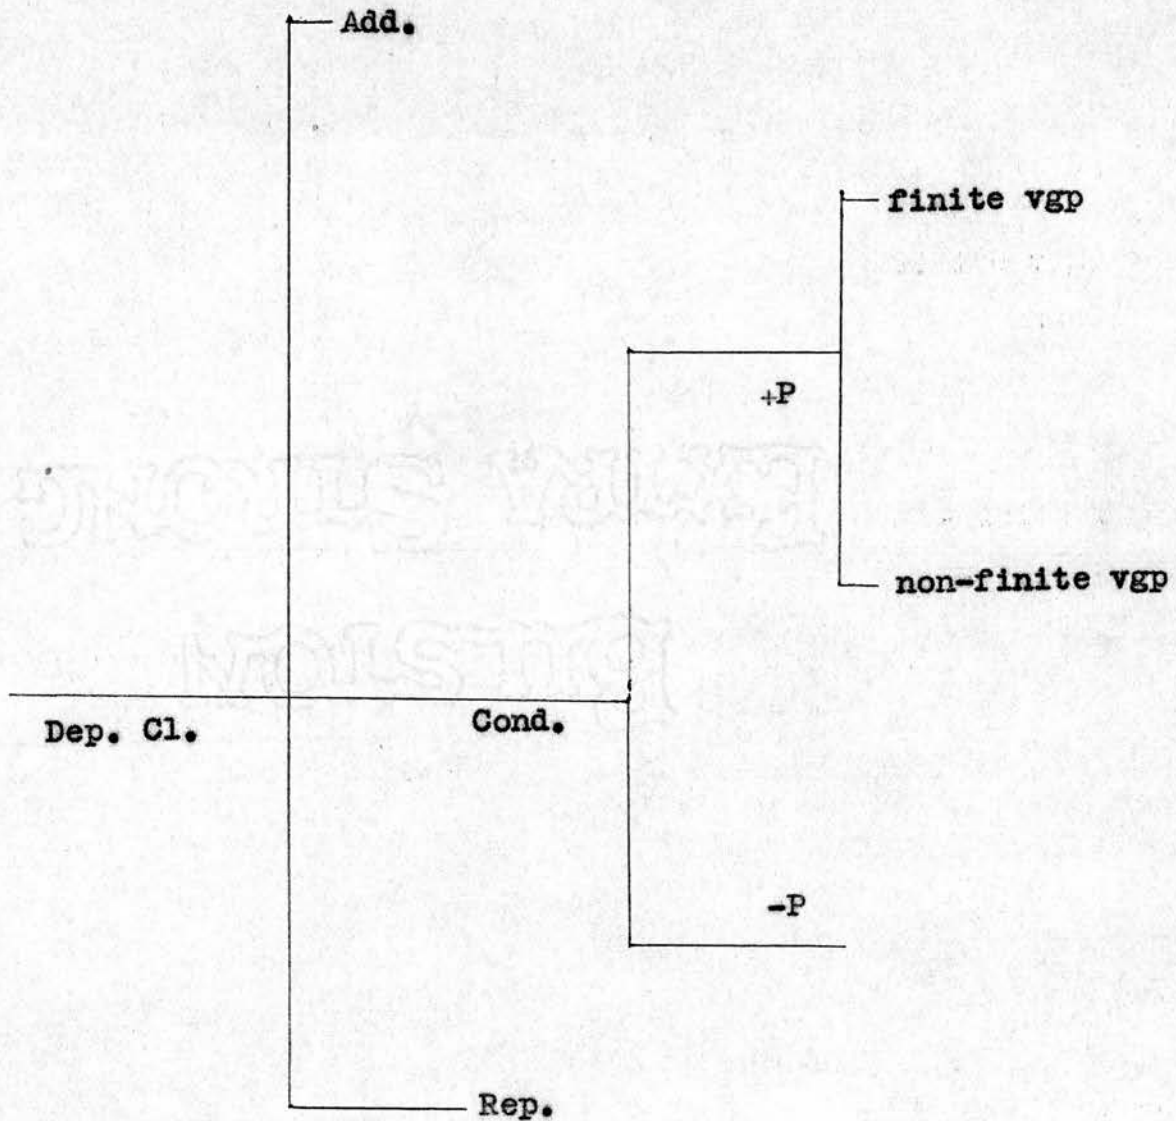 Add.
finite vgp
+P
non-finite vgp
Dep. Cl.
Cond.
-P
Rep.